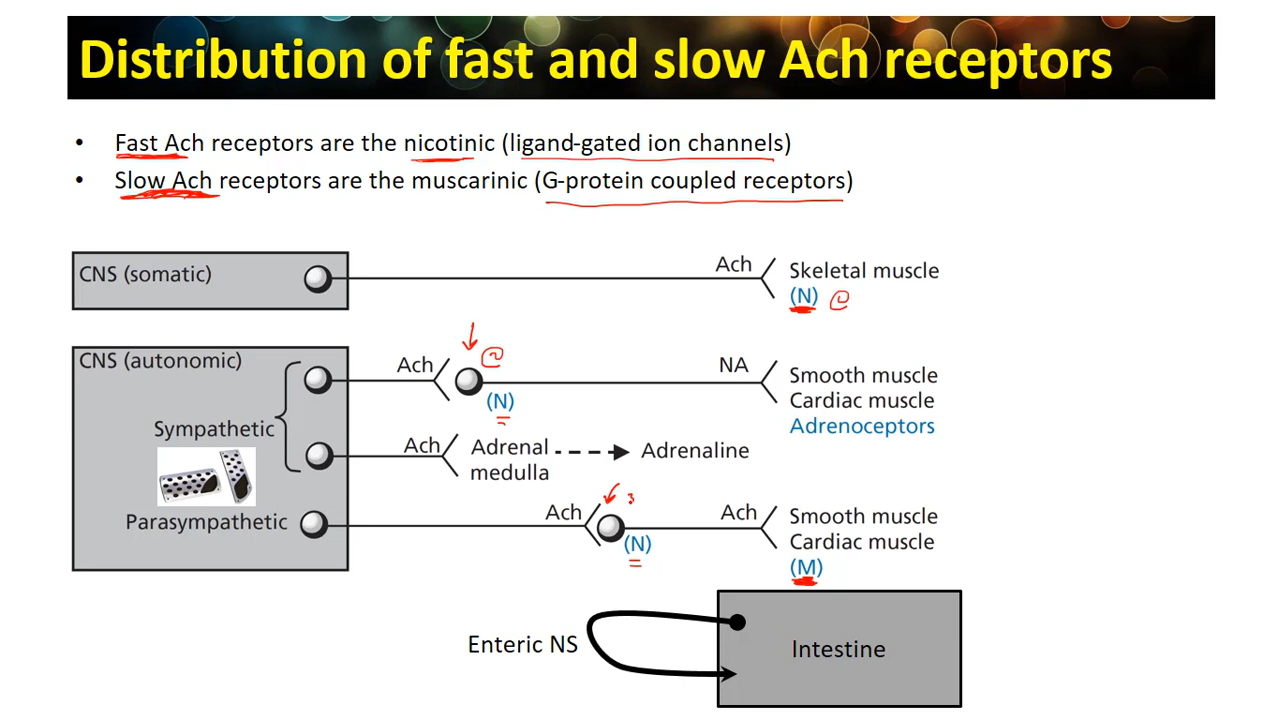 Distribution of fast and slow Ach receptors
• Fast Ach receptors are the nicotinic (ligand-gated ion channels)
• Slow Ach receptors are the muscarinic (G-protein coupled receptors)
CNS (somatic)
Ach
Skeletal muscle
(N)
CNS (autonomic)
Ach
(N)
NA
Smooth muscle
Cardiac muscle
Adrenoceptors
Sympathetic
Ach
Adrenal
medulla
Adrenaline
Parasympathetic
Ach
(N)
Ach
Smooth muscle
Cardiac muscle
(M)
Enteric NS
Intestine